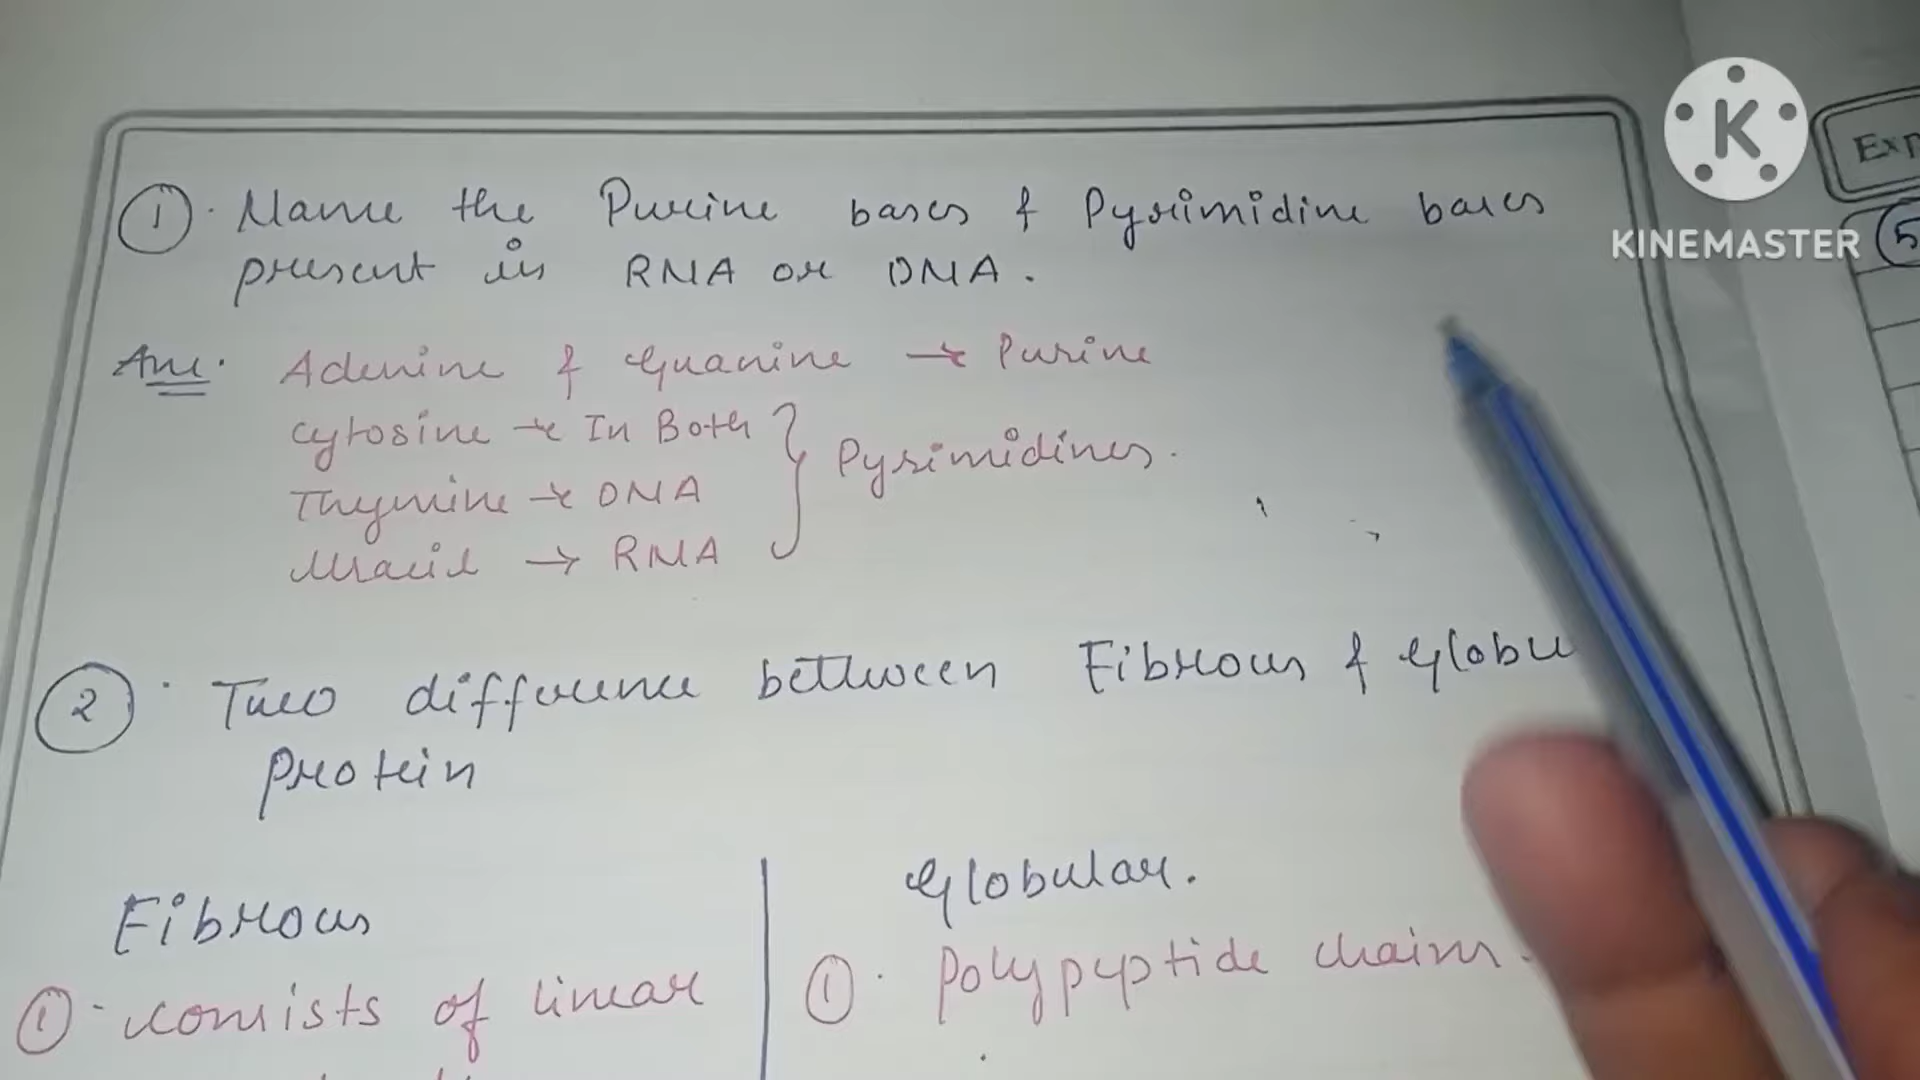 ① Name the Purine bases & Pyrimidine bases
present in RNA or DNA.
Ans. Adenine & Guanine → Purine
Cytosine → In Both
Thymine → DNA
Uracil → RNA
} Pyrimidines.
② Two difference between Fibrous & Globu
protein
Fibrous
① consists of linear
Globular.
① Polypeptide chains.
KINEMASTER
Exp
5